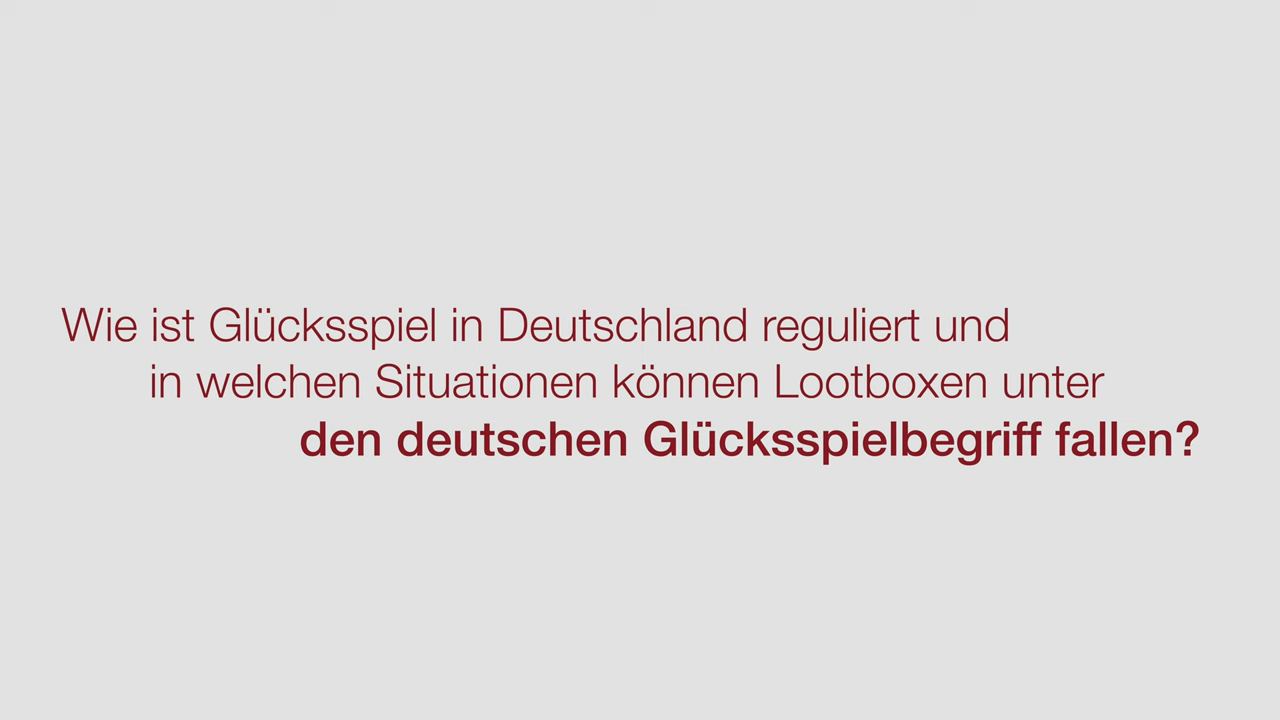 Wie ist Glücksspiel in Deutschland reguliert und
in welchen Situationen können Lootboxen unter
den deutschen Glücksspielbegriff fallen?